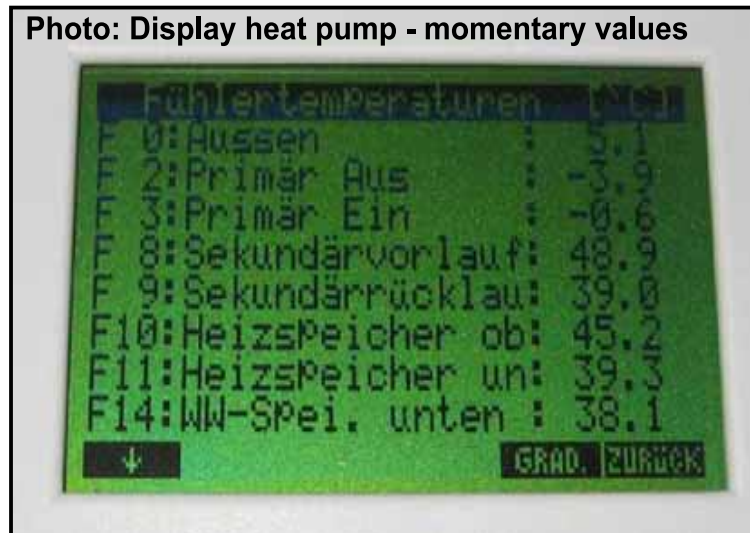 Photo: Display heat pump - momentary values
Fühlertemperaturen [°C]
F 0:Aussen : 5.1
F 2:Primär Aus : -3.9
F 3:Primär Ein : -0.6
F 8:Sekundärvorlauf: 48.9
F 9:Sekundärrücklau: 39.0
F10:Heizspeicher ob: 45.2
F11:Heizspeicher un: 39.3
F14:WW-Spei. unten : 38.1
↓ GRAD. ZURÜCK